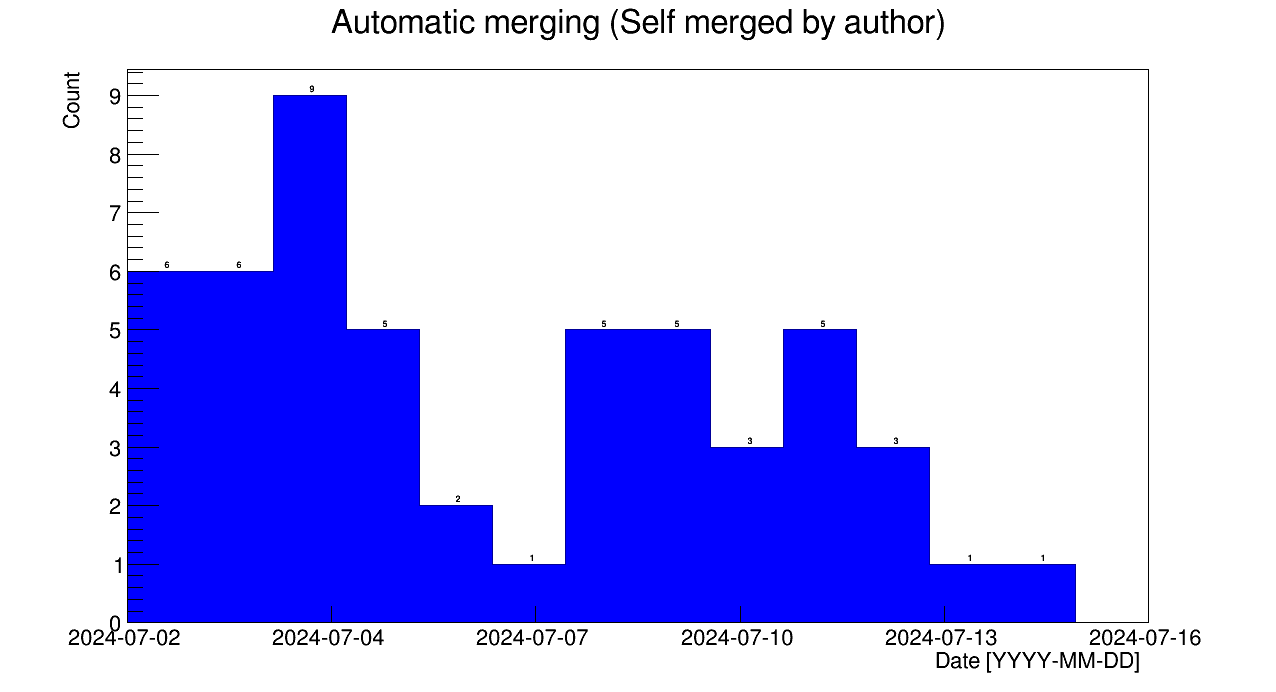 Automatic merging (Self merged by author)
Count
9
8
7
6
5
4
3
2
1
0
6 6 9 5 2 1 5 5 3 5 3 1 1
2024-07-02 2024-07-04 2024-07-07 2024-07-10 2024-07-13 2024-07-16
Date [YYYY-MM-DD]